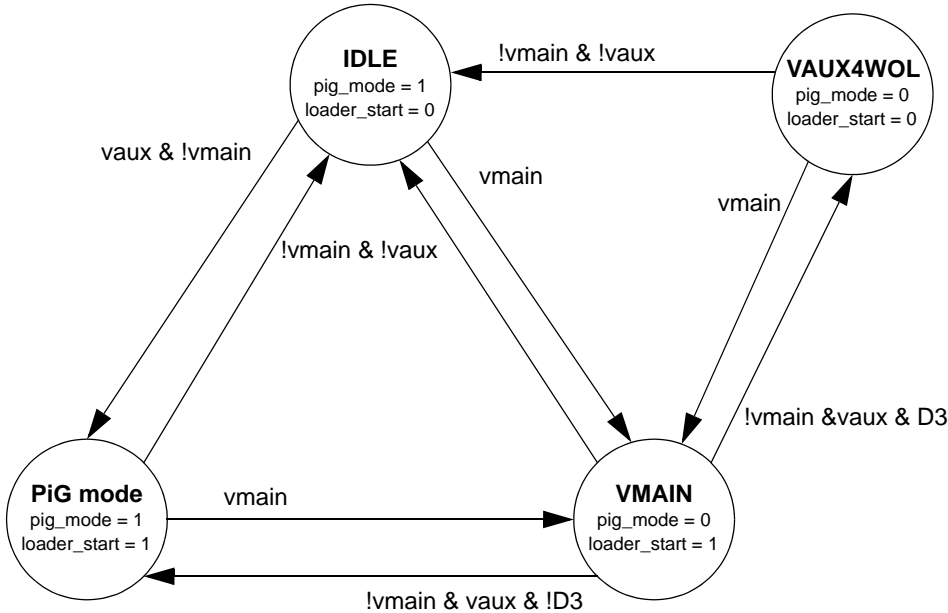 IDLE
pig_mode = 1
loader_start = 0
!vmain & !vaux
VAUX4WOL
pig_mode = 0
loader_start = 0
vaux & !vmain
vmain
vmain
!vmain & !vaux
!vmain &vaux & D3
PiG mode
pig_mode = 1
loader_start = 1
vmain
VMAIN
pig_mode = 0
loader_start = 1
!vmain & vaux & !D3